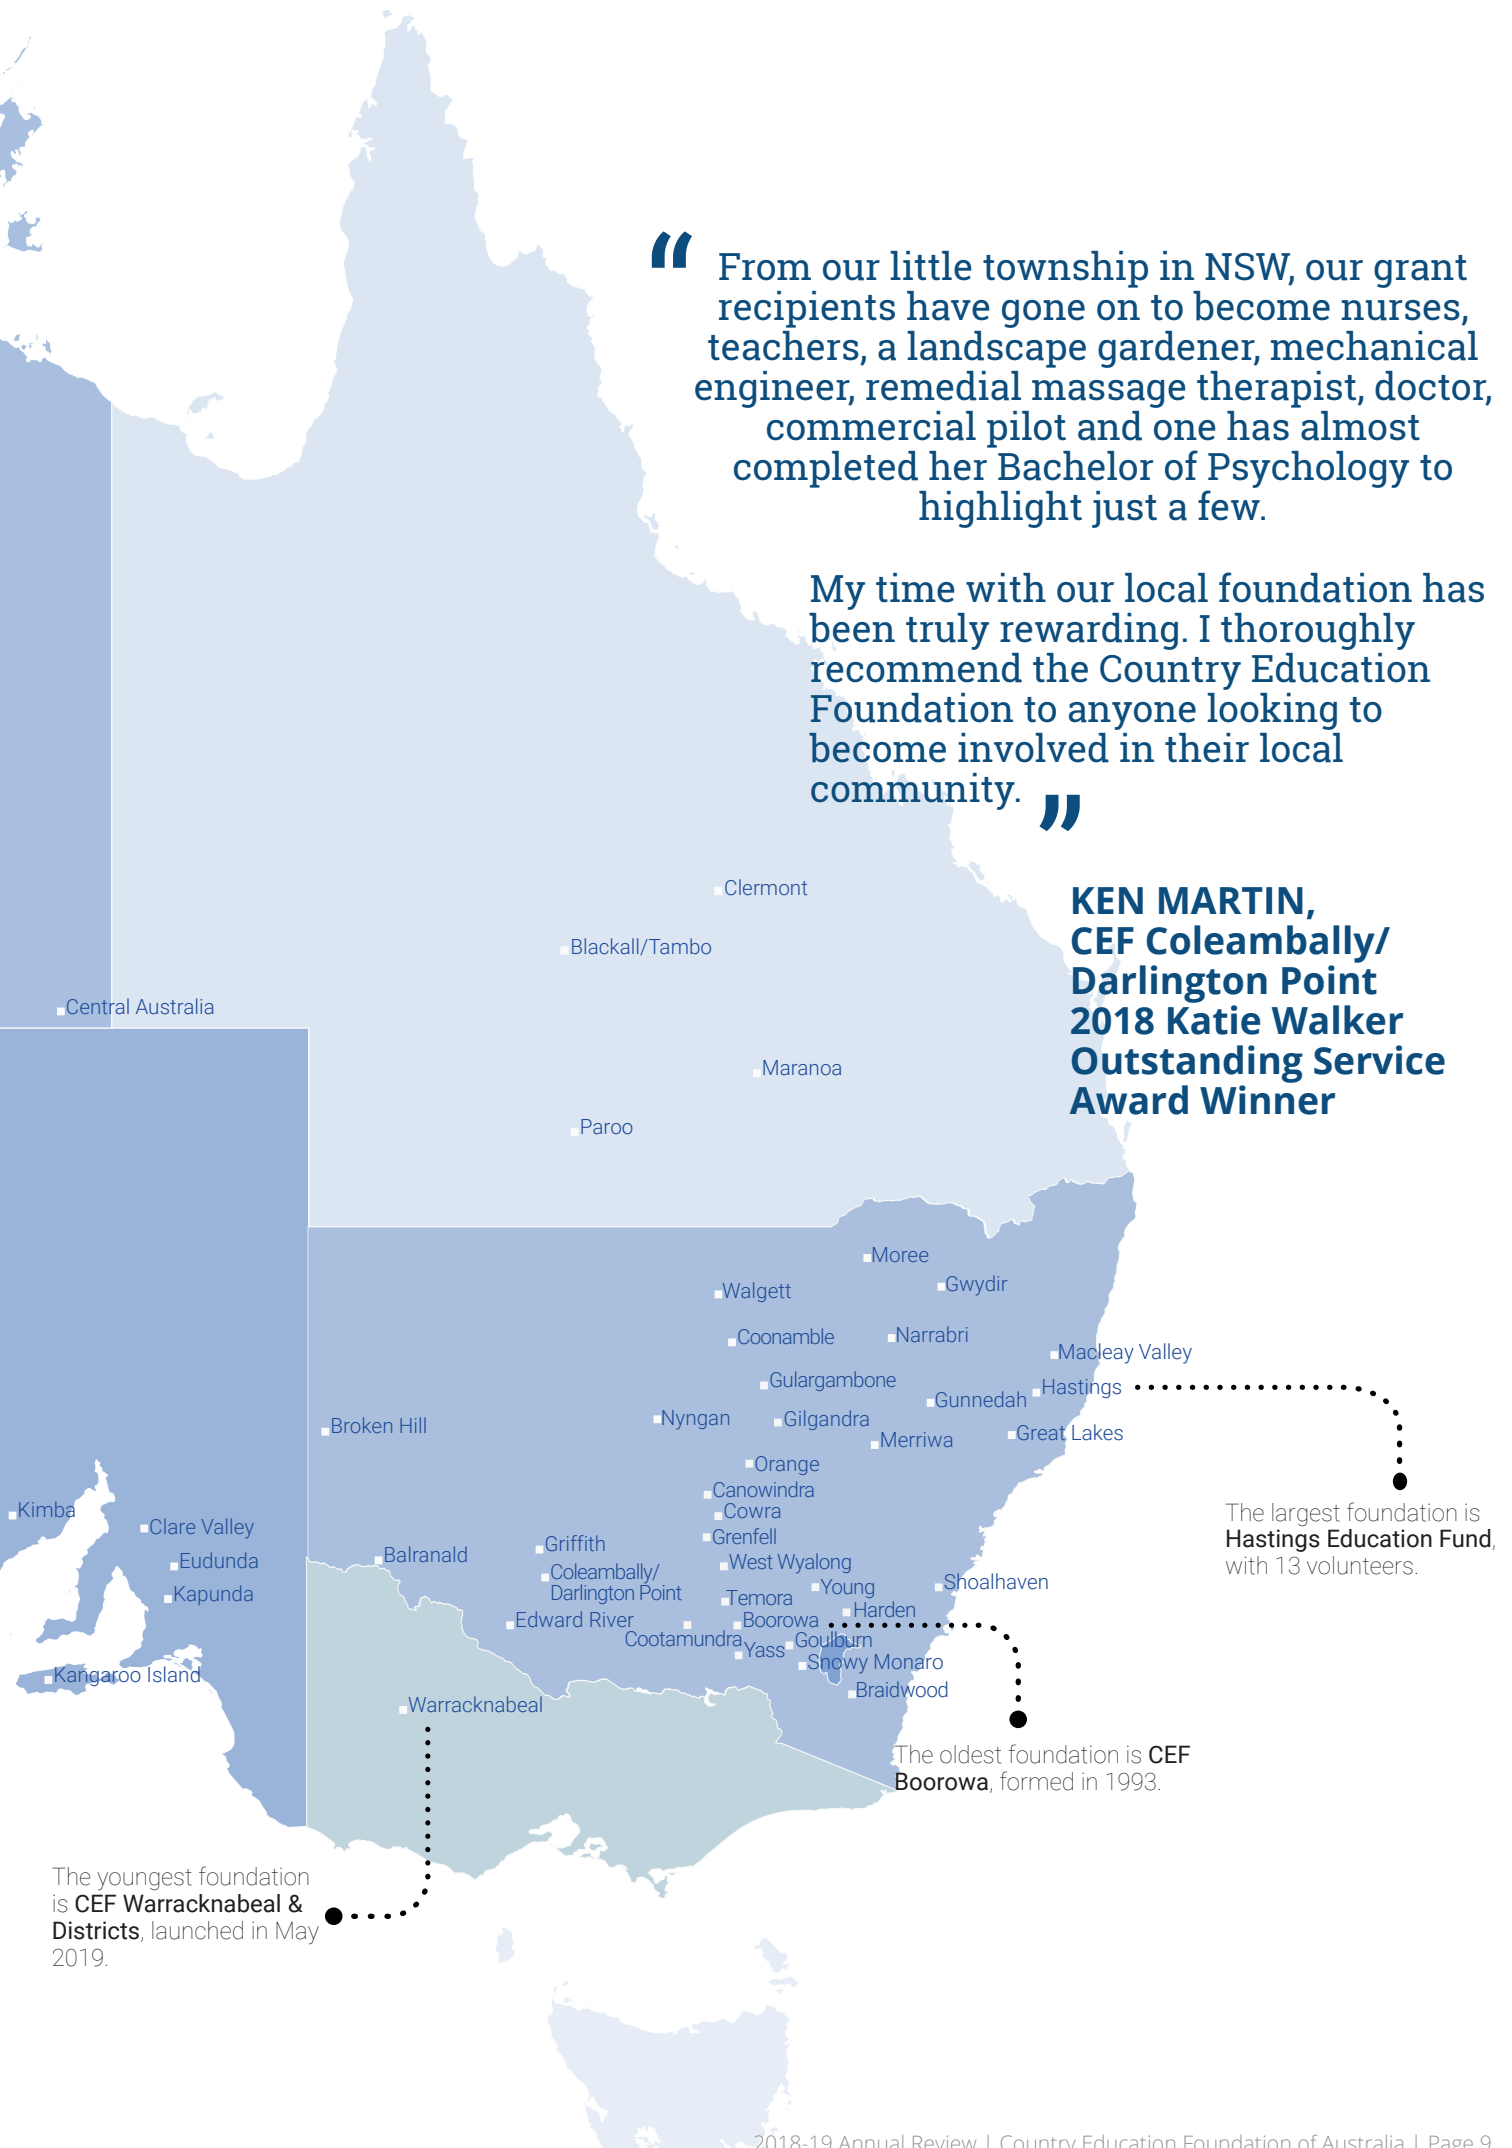 “
From our little township in NSW, our grant
recipients have gone on to become nurses,
teachers, a landscape gardener, mechanical
engineer, remedial massage therapist, doctor,
commercial pilot and one has almost
completed her Bachelor of Psychology to
highlight just a few.
My time with our local foundation has
been truly rewarding. I thoroughly
recommend the Country Education
Foundation to anyone looking to
become involved in their local
community.
”
KEN MARTIN,
CEF Coleambally/
Darlington Point
2018 Katie Walker
Outstanding Service
Award Winner
Clermont
Blackall/Tambo
Central Australia
Maranoa
Paroo
Moree
Gwydir
Walgett
Narrabri
Coonamble
Macleay Valley
Gulargambone
Hastings
Gunnedah
Nyngan
Gilgandra
Broken Hill
Great Lakes
Merriwa
Orange
Canowindra
Kimba
Cowra
Clare Valley
Grenfell
Griffith
Balranald
Eudunda
West Wyalong
Coleambally/
Darlington Point
Shoalhaven
Young
Kapunda
Temora
Harden
Edward River
Boorowa
Cootamundra
Goulburn
Yass
Snowy Monaro
Kangaroo Island
Braidwood
Warracknabeal
The largest foundation is
Hastings Education Fund,
with 13 volunteers.
The oldest foundation is CEF
Boorowa, formed in 1993.
The youngest foundation
is CEF Warracknabeal &
Districts, launched in May
2019.
2018-19 Annual Review | Country Education Foundation of Australia | Page 9